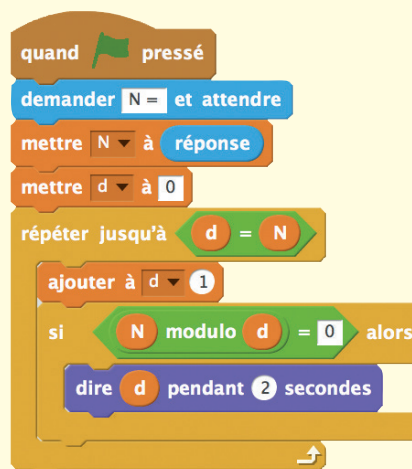 quand pressé
demander N = et attendre
mettre N à réponse
mettre d à 0
répéter jusqu'à d = N
ajouter à d 1
si N modulo d = 0 alors
dire d pendant 2 secondes